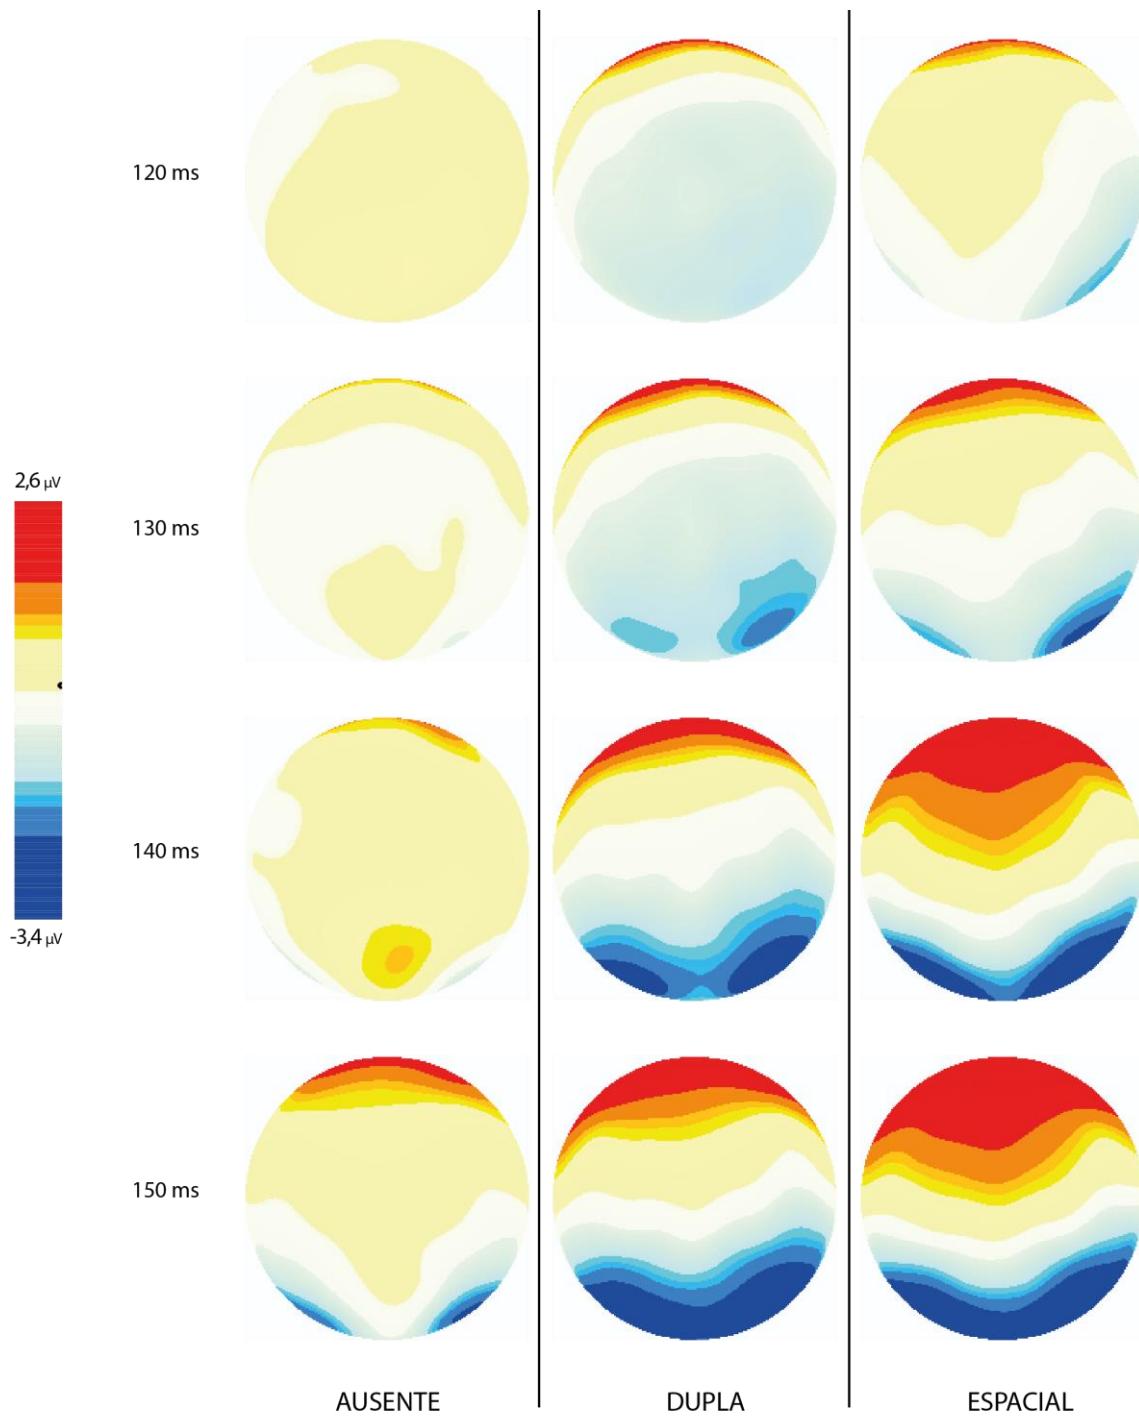 120 ms
2,6 µV
130 ms
140 ms
-3,4 µV
150 ms
AUSENTE
DUPLA
ESPACIAL